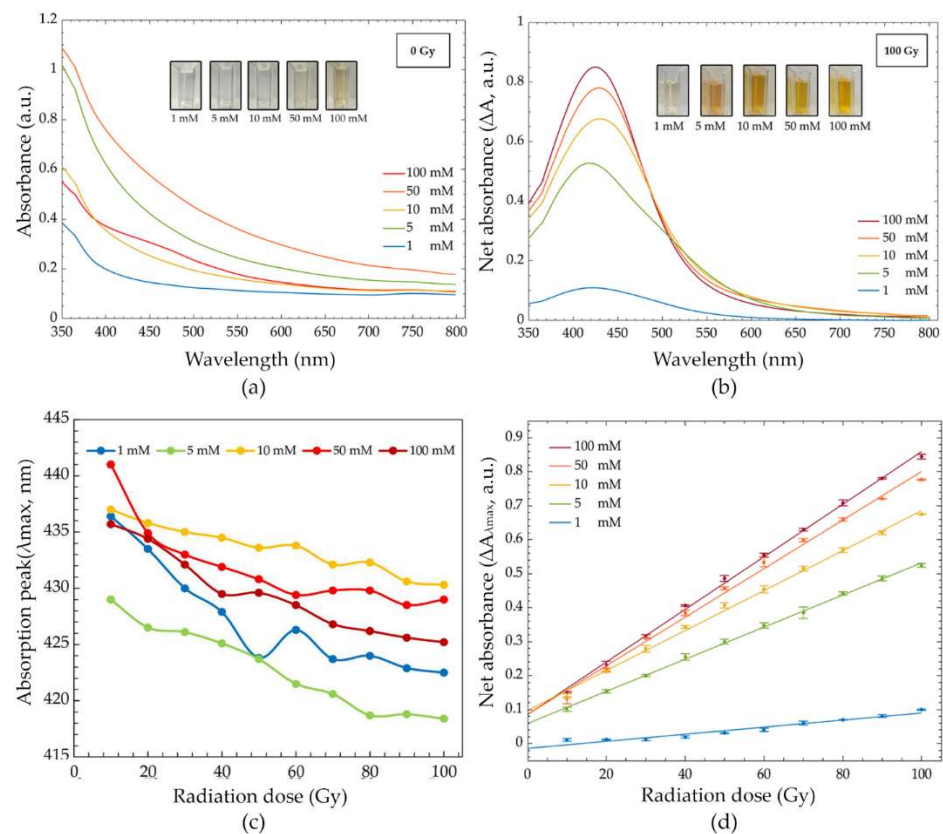 1.2
1
0.8
0.6
0.4
0.2
0
Absorbance (a.u.)
0 Gy
1 mM 5 mM 10 mM 50 mM 100 mM
100 mM
50 mM
10 mM
5 mM
1 mM
350 400 450 500 550 600 650 700 750 800
Wavelength (nm)
(a)
1
0.8
0.6
0.4
0.2
0
Net absorbance (ΔA, a.u.)
100 Gy
1 mM 5 mM 10 mM 50 mM 100 mM
100 mM
50 mM
10 mM
5 mM
1 mM
350 400 450 500 550 600 650 700 750 800
Wavelength (nm)
(b)
445
440
435
430
425
420
415
Absorption peak(λmax, nm)
1 mM 5 mM 10 mM 50 mM 100 mM
0 20 40 60 80 100
Radiation dose (Gy)
(c)
0.9
0.8
0.7
0.6
0.5
0.4
0.3
0.2
0.1
0
Net absorbance (ΔAλmax, a.u.)
100 mM
50 mM
10 mM
5 mM
1 mM
0 20 40 60 80 100
Radiation dose (Gy)
(d)